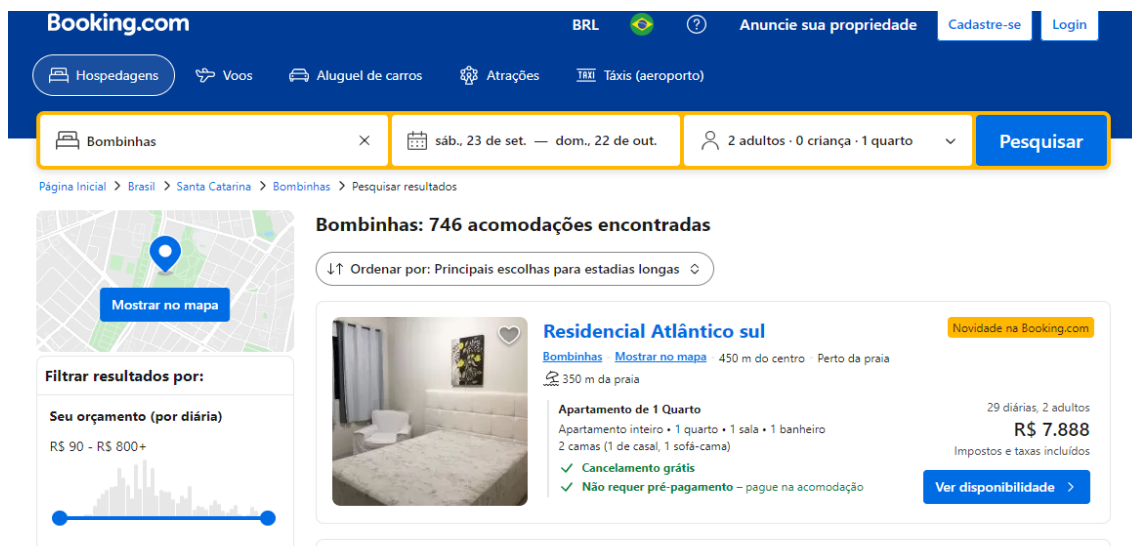 Booking.com
BRL
Anuncie sua propriedade
Cadastre-se
Login
Hospedagens
Voos
Aluguel de carros
Atrações
TAXI Táxis (aeroporto)
Bombinhas
sáb., 23 de set. — dom., 22 de out.
2 adultos · 0 criança · 1 quarto
Pesquisar
Página Inicial > Brasil > Santa Catarina > Bombinhas > Pesquisar resultados
Mostrar no mapa
Filtrar resultados por:
Seu orçamento (por diária)
R$ 90 - R$ 800+
Bombinhas: 746 acomodações encontradas
Ordenar por: Principais escolhas para estadias longas
Residencial Atlântico sul
Novidade na Booking.com
Bombinhas · Mostrar no mapa · 450 m do centro · Perto da praia
350 m da praia
Apartamento de 1 Quarto
Apartamento inteiro • 1 quarto • 1 sala • 1 banheiro
2 camas (1 de casal, 1 sofá-cama)
✓ Cancelamento grátis
✓ Não requer pré-pagamento – pague na acomodação
29 diárias, 2 adultos
R$ 7.888
Impostos e taxas incluídos
Ver disponibilidade >